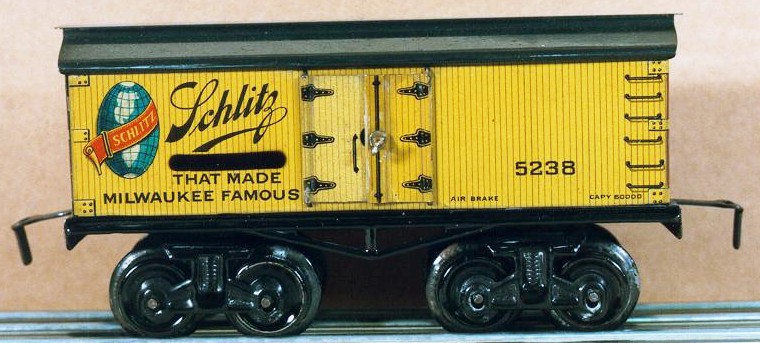 SCHLITZ
Schlitz
THAT MADE
MILWAUKEE FAMOUS
5238
AIR BRAKE
CAPY 60000